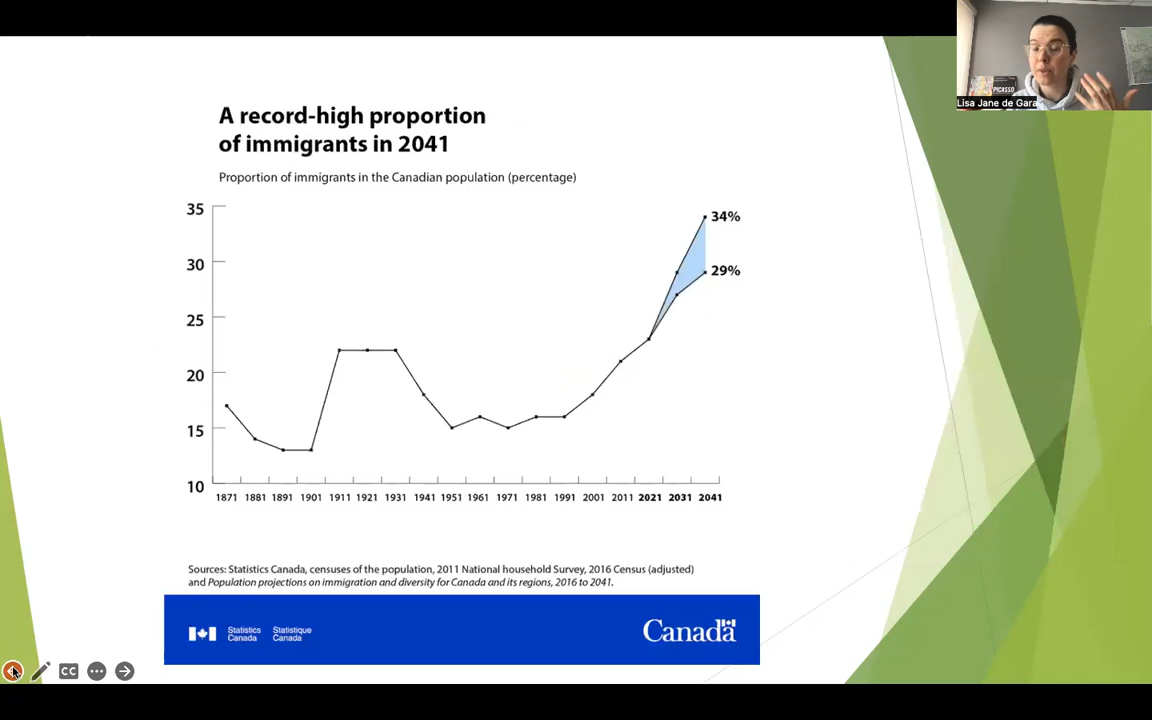 A record-high proportion
of immigrants in 2041
Proportion of immigrants in the Canadian population (percentage)
35
30
25
20
15
10
34%
29%
1871 1881 1891 1901 1911 1921 1931 1941 1951 1961 1971 1981 1991 2001 2011 2021 2031 2041
Sources: Statistics Canada, censuses of the population, 2011 National household Survey, 2016 Census (adjusted)
and Population projections on immigration and diversity for Canada and its regions, 2016 to 2041.
Statistics Statistique
Canada Canada
Canada
PICASSO
Lisa Jane de Gara
CC